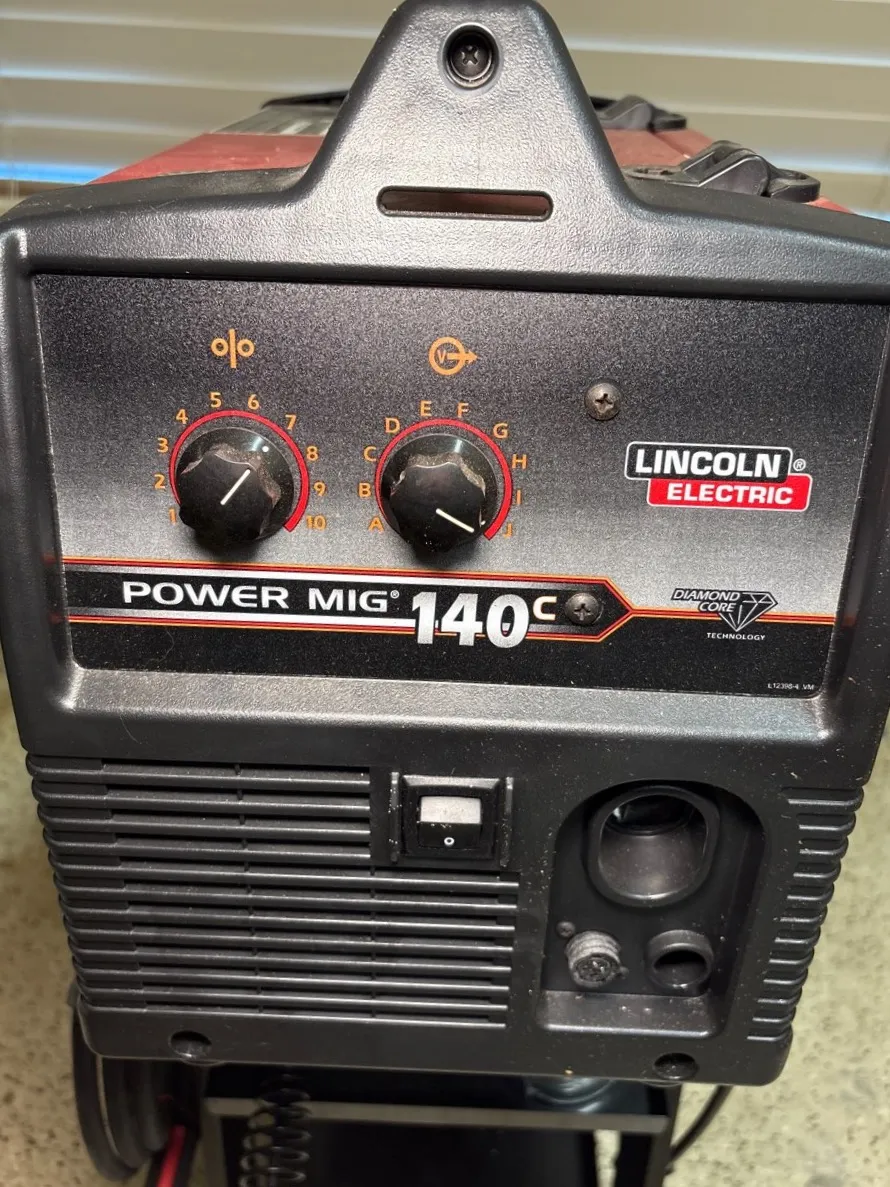 5 6
4 7
3 8
2 9
1 10
V
E F
D G
C H
B I
A J
LINCOLN®
ELECTRIC
POWER MIG® 140C
DIAMOND
CORE
TECHNOLOGY